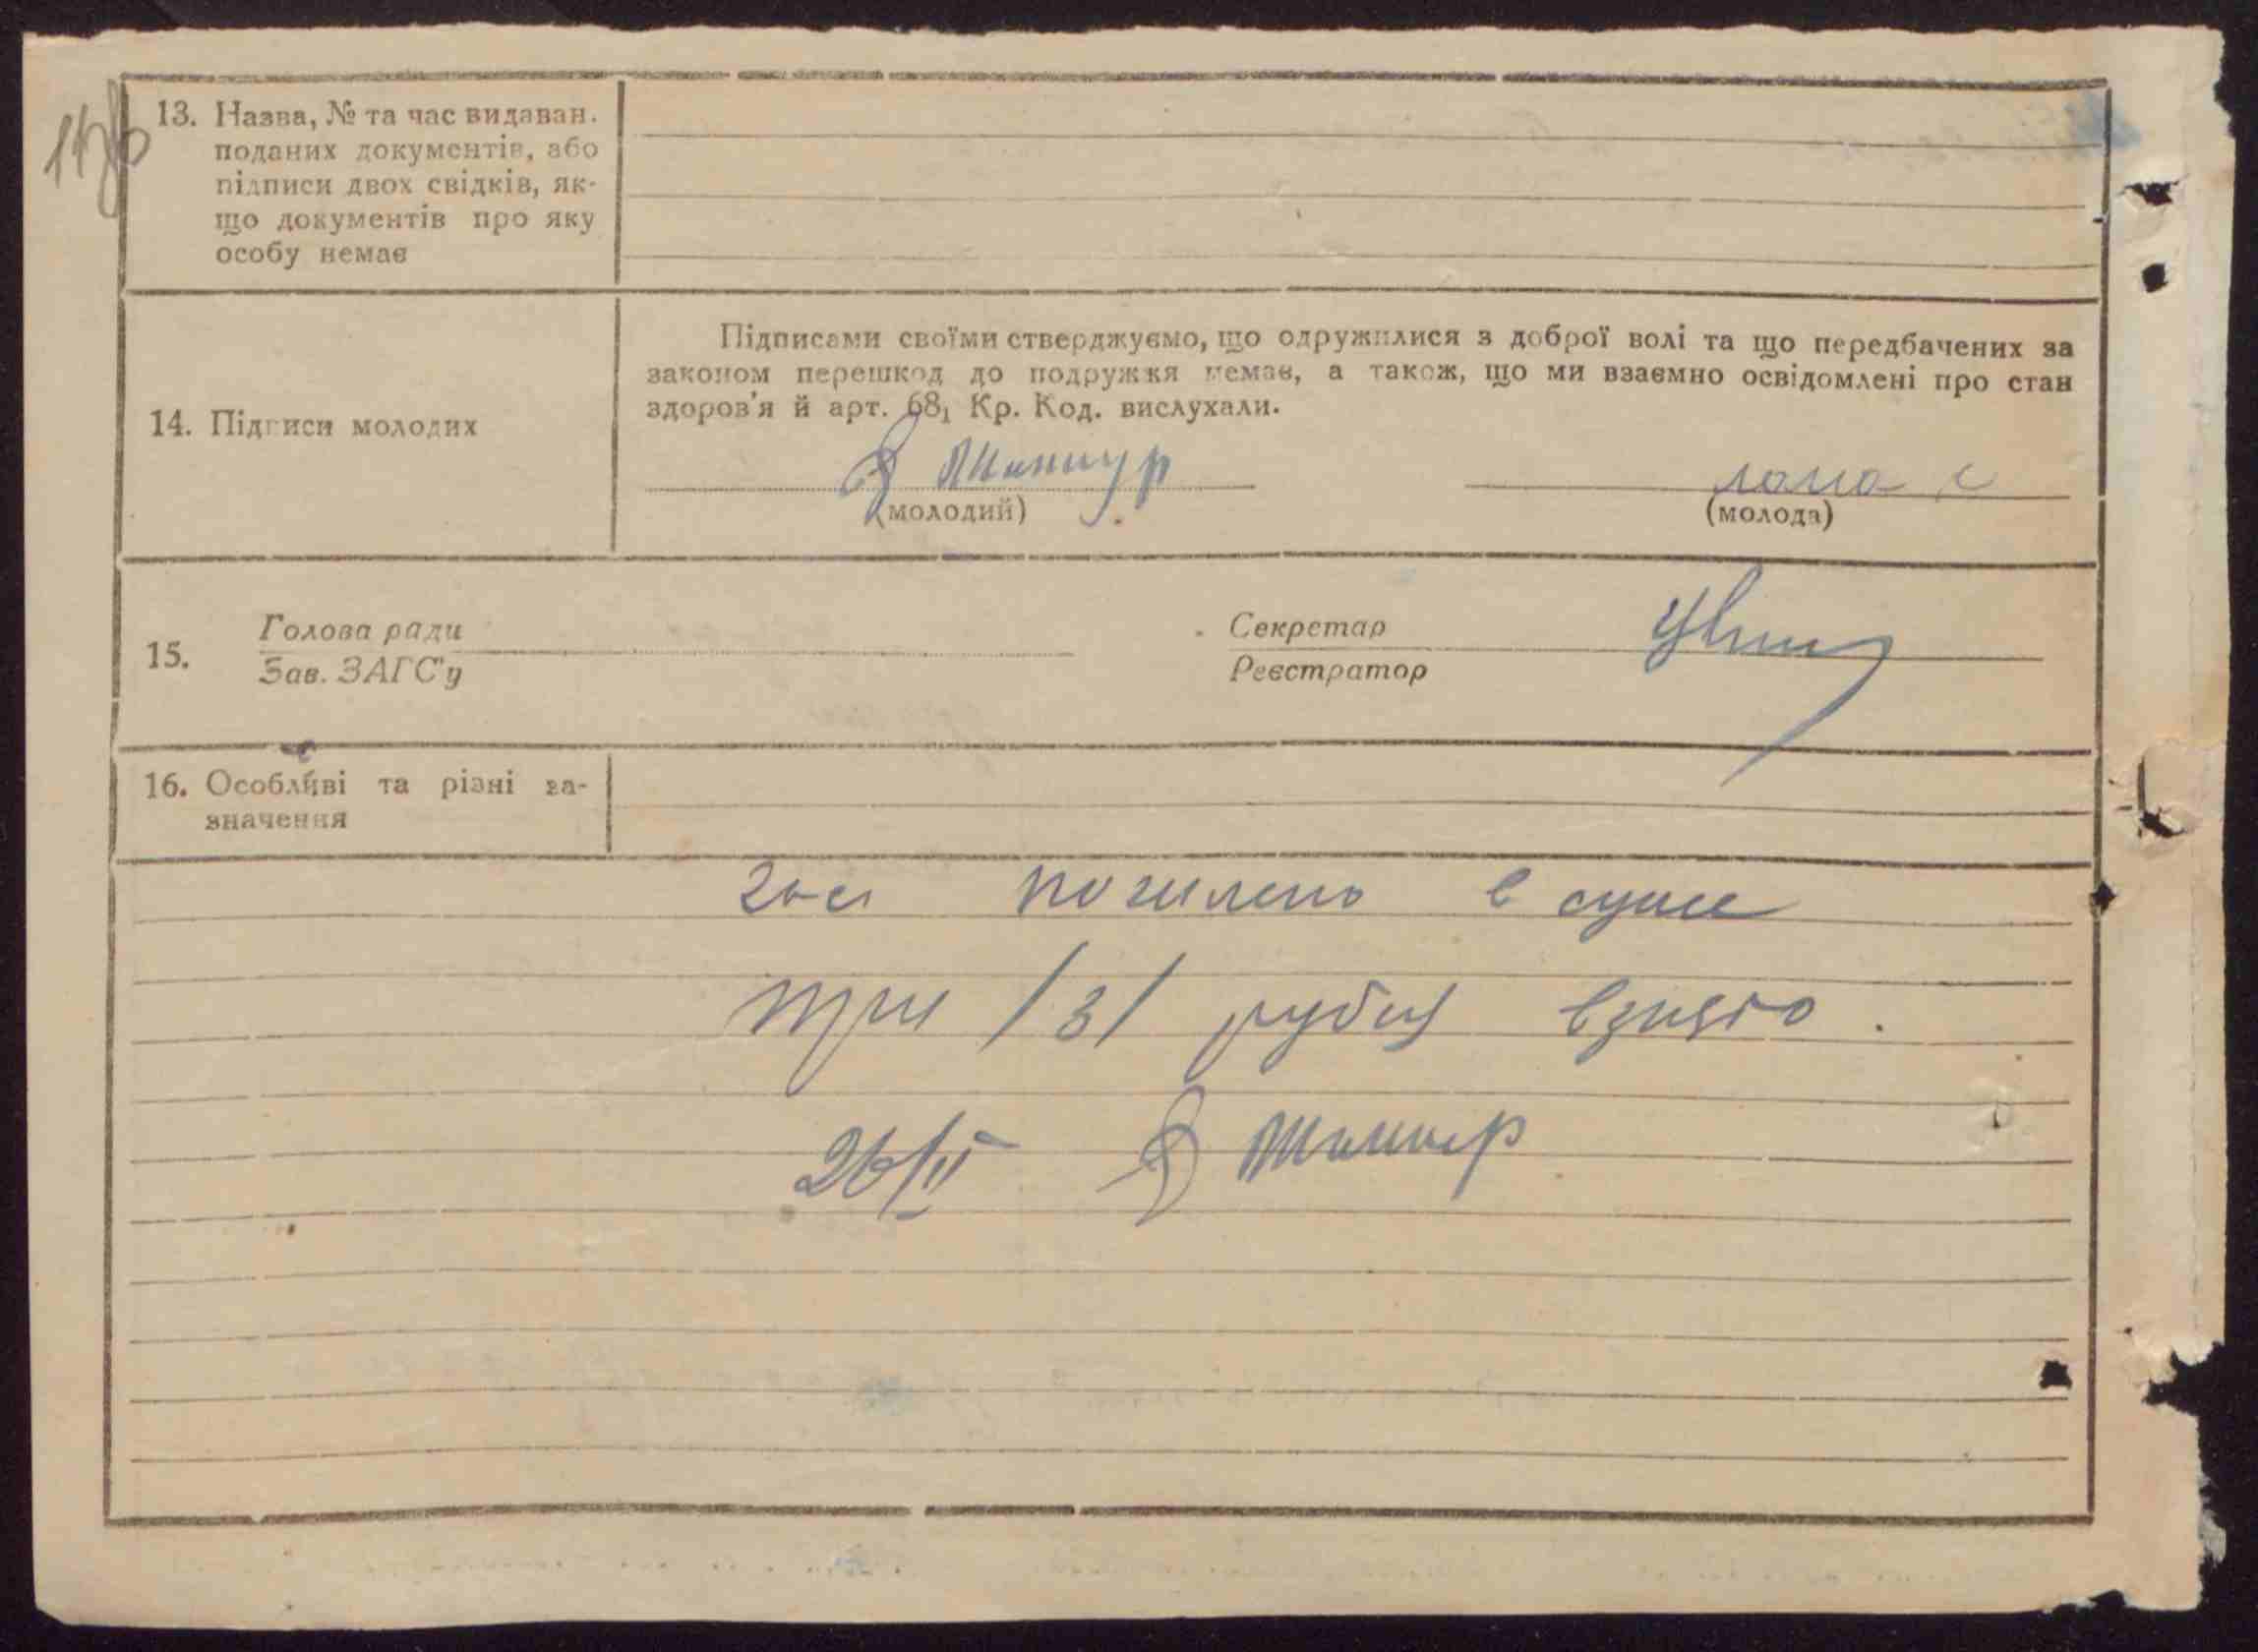 13. Назва, № та час видаван.
поданих документів, або
підписи двох свідків, як-
що документів про яку
особу немає
Підписами своїми стверджуємо, що одружилися з доброї волі та що передбачених за
законом перешкод до подружжя немає, а також, що ми взаємно освідомлені про стан
здоров'я й арт. 68₁ Кр. Код. вислухали.
14. Підписи молодих
(молодий)
(молода)
15.
Голова ради
Зав. ЗАГС'у
Секретар
Реєстратор
16. Особливі та різні за-
значення
в сумме
три /3/ рубля взято.
26/II